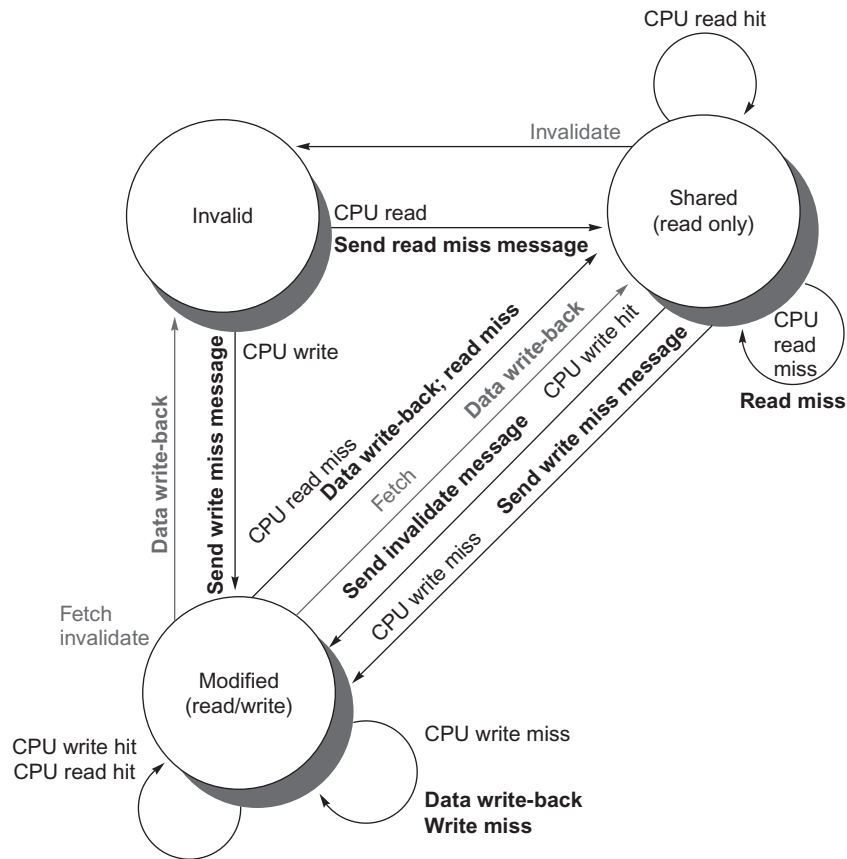 CPU read hit
Invalidate
Invalid
Shared
(read only)
CPU read
Send read miss message
CPU write
Send write miss message
Data write-back
Fetch
invalidate
CPU read miss
Data write-back; read miss
Fetch
Data write-back
CPU write hit
Send invalidate message
CPU write miss
Send write miss message
CPU
read
miss
Read miss
Modified
(read/write)
CPU write hit
CPU read hit
CPU write miss
Data write-back
Write miss